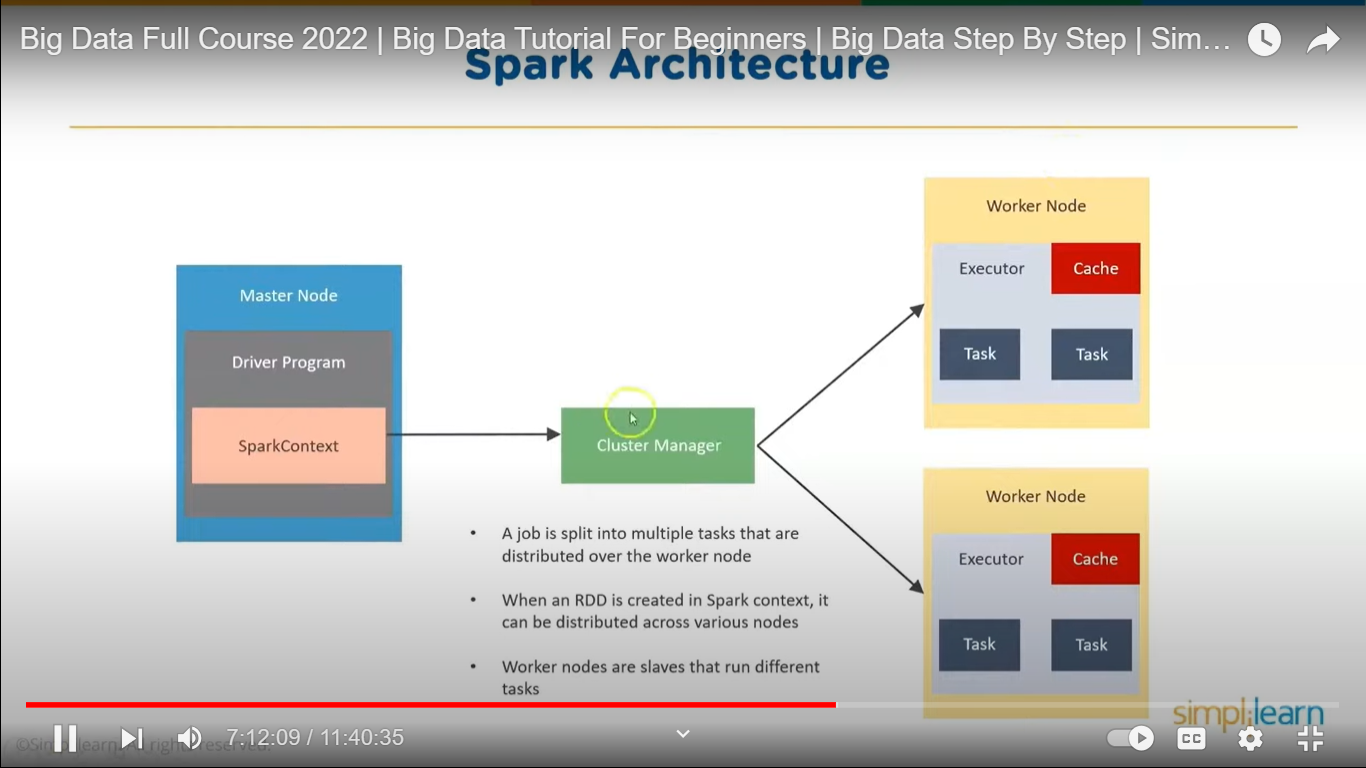 Big Data Full Course 2022 | Big Data Tutorial For Beginners | Big Data Step By Step | Sim...
Spark Architecture
Master Node
Driver Program
SparkContext
Cluster Manager
Worker Node
Executor
Cache
Task
Task
Worker Node
Executor
Cache
Task
Task
• A job is split into multiple tasks that are
distributed over the worker node
• When an RDD is created in Spark context, it
can be distributed across various nodes
• Worker nodes are slaves that run different
tasks
simplilearn
©Simplilearn. All rights reserved.
7:12:09 / 11:40:35
CC